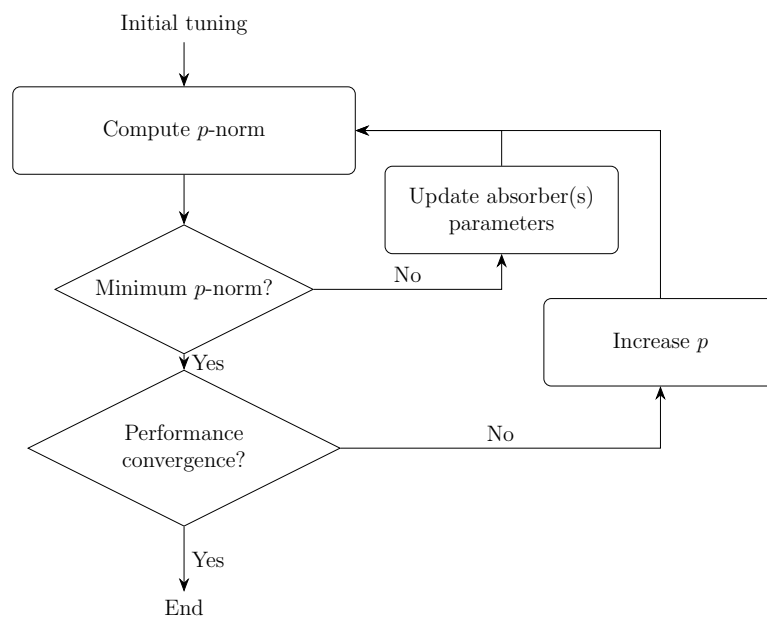 Initial tuning
Compute p-norm
Update absorber(s)
parameters
Minimum p-norm?
No
Increase p
Yes
Performance
convergence?
No
Yes
End